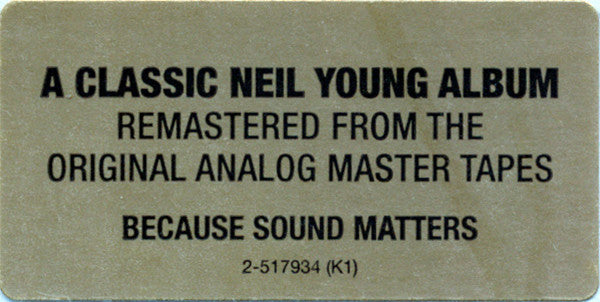 A CLASSIC NEIL YOUNG ALBUM
REMASTERED FROM THE
ORIGINAL ANALOG MASTER TAPES
BECAUSE SOUND MATTERS
2-517934 (K1)